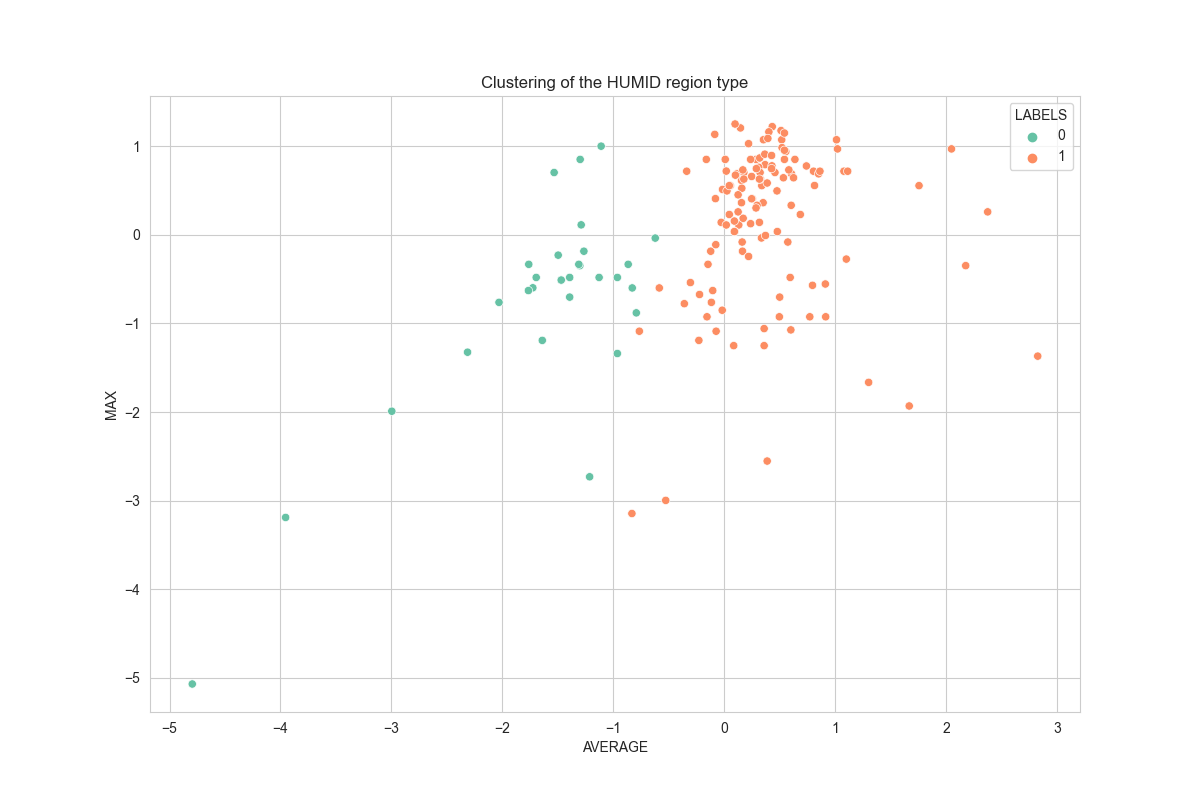 Clustering of the HUMID region type
LABELS
0
1
1
0
−1
−2
−3
−4
−5
MAX
−5 −4 −3 −2 −1 0 1 2 3
AVERAGE